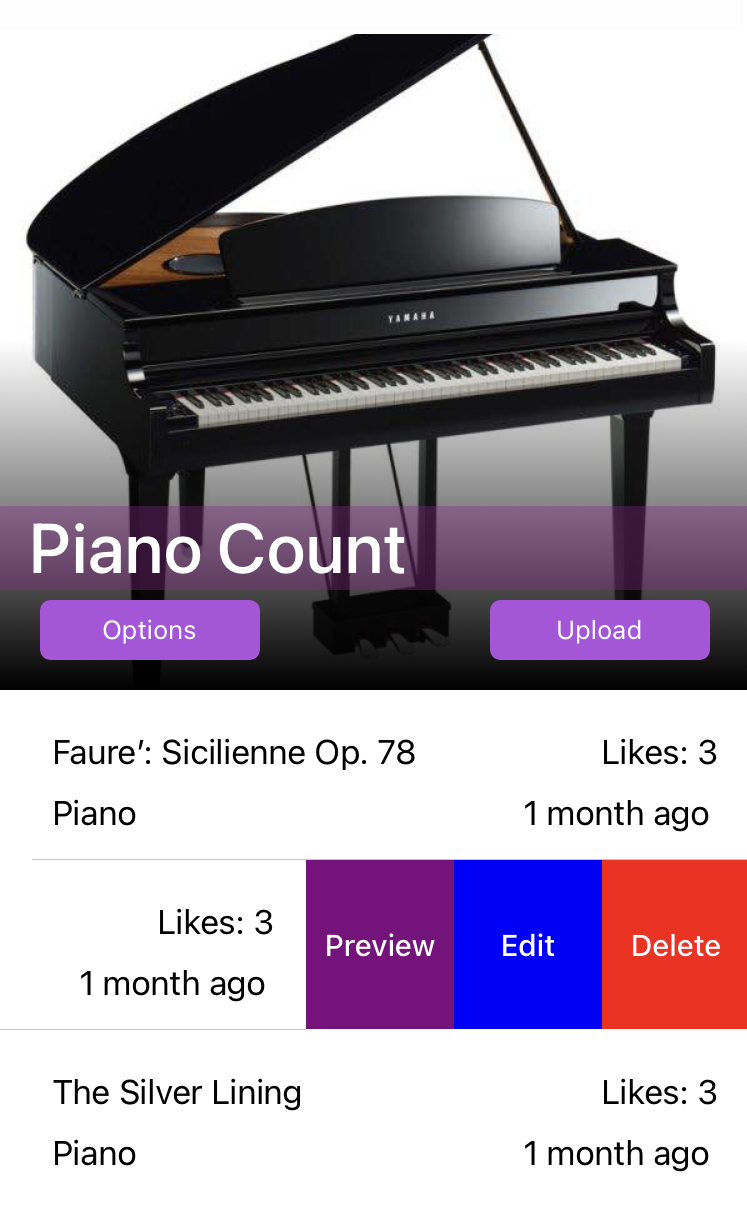 YAMAHA
Piano Count
Options Upload
Faure′: Sicilienne Op. 78 Likes: 3
Piano 1 month ago
Likes: 3
Preview Edit Delete
1 month ago
The Silver Lining Likes: 3
Piano 1 month ago